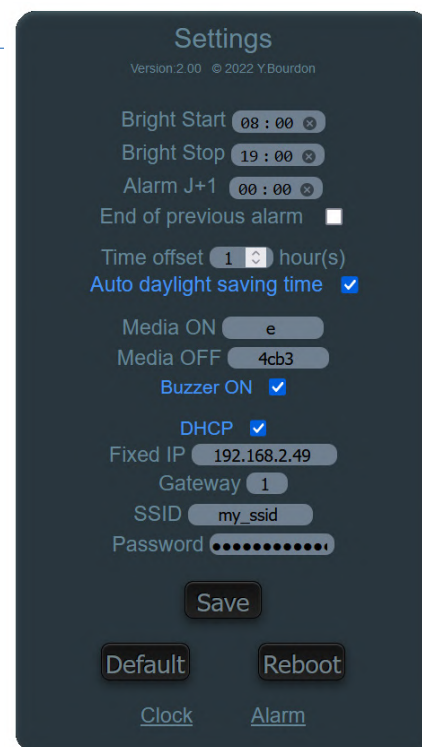 Settings
Version:2.00 © 2022 Y.Bourdon
Bright Start 08:00
Bright Stop 19:00
Alarm J+1 00:00
End of previous alarm
Time offset 1 hour(s)
Auto daylight saving time
Media ON e
Media OFF 4cb3
Buzzer ON
DHCP
Fixed IP 192.168.2.49
Gateway 1
SSID my_ssid
Password ●●●●●●●●●●●●
Save
Default Reboot
Clock Alarm